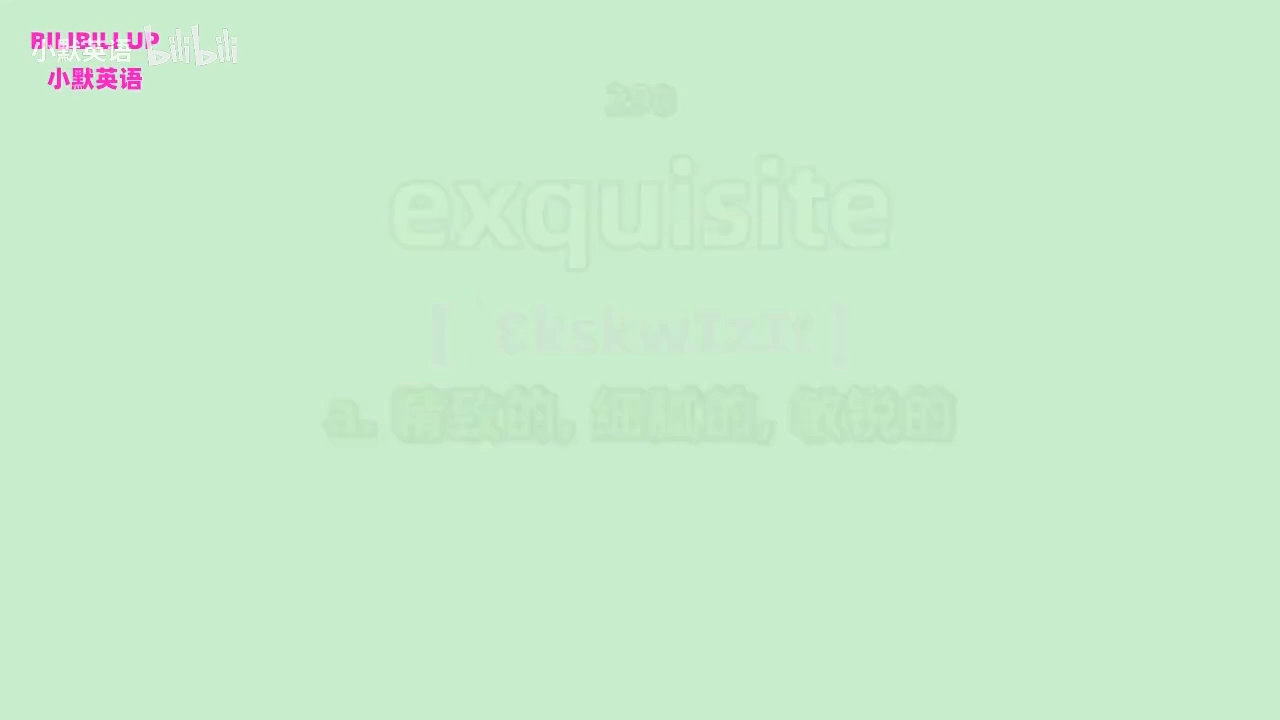 BILIBILI UP
小默英语 bilibili
小默英语
290
exquisite
[ ˈɛkskwɪzɪt ]
a. 精致的, 细腻的, 敏锐的